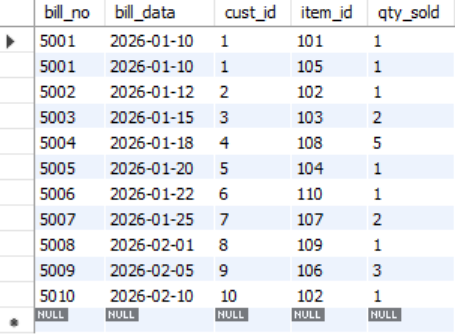 bill_no bill_data cust_id item_id qty_sold
5001 2026-01-10 1 101 1
5001 2026-01-10 1 105 1
5002 2026-01-12 2 102 1
5003 2026-01-15 3 103 2
5004 2026-01-18 4 108 5
5005 2026-01-20 5 104 1
5006 2026-01-22 6 110 1
5007 2026-01-25 7 107 2
5008 2026-02-01 8 109 1
5009 2026-02-05 9 106 3
5010 2026-02-10 10 102 1
NULL NULL NULL NULL NULL